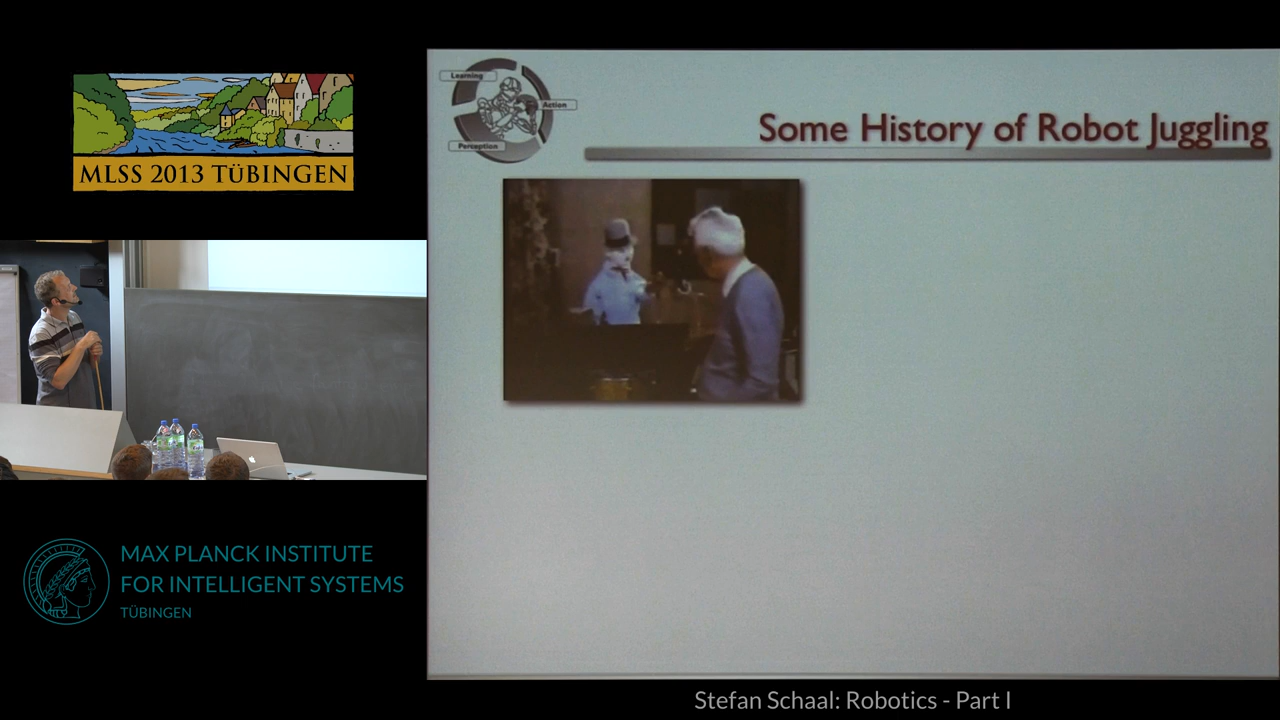 MLSS 2013 TÜBINGEN
MAX PLANCK INSTITUTE
FOR INTELLIGENT SYSTEMS
TÜBINGEN
Learning
Action
Perception
Some History of Robot Juggling
Stefan Schaal: Robotics - Part I